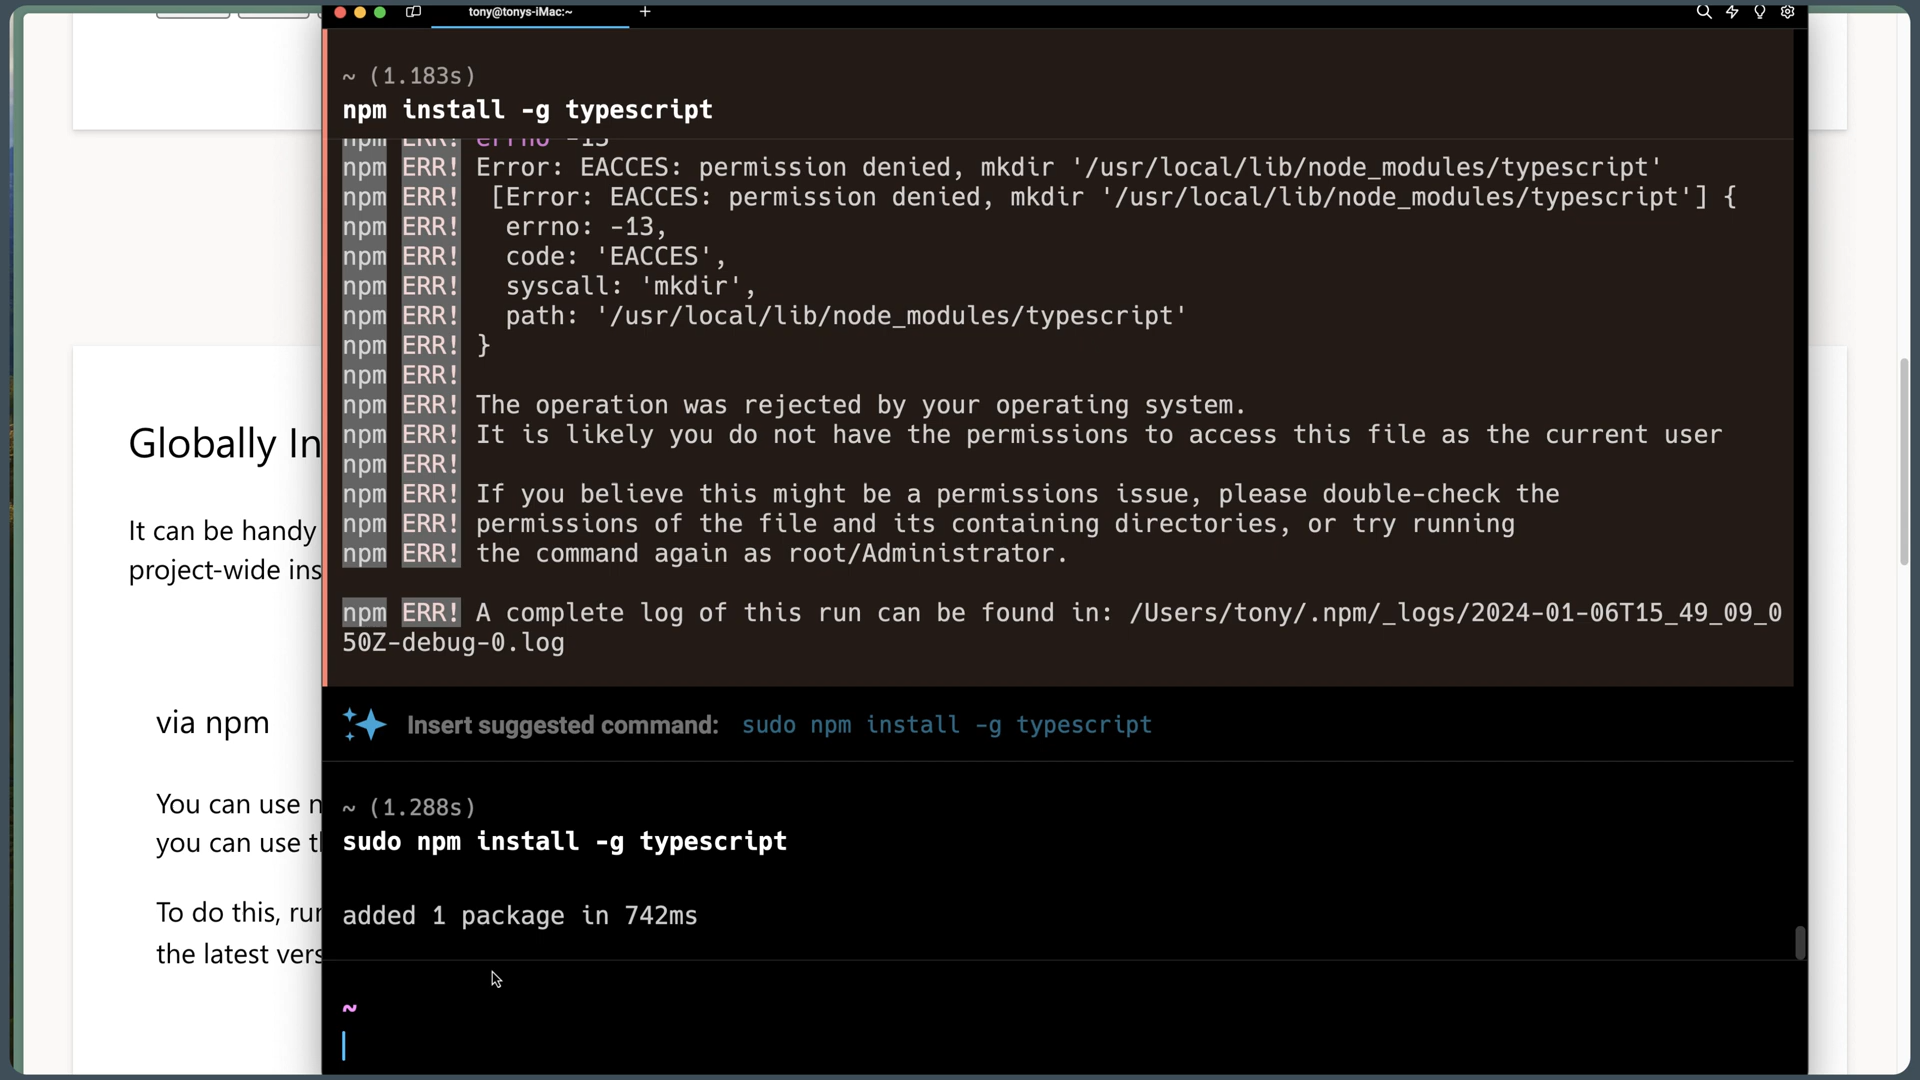 tony@tonys-iMac:~
~ (1.183s)
npm install -g typescript
npm ERR! errno -13
npm ERR! Error: EACCES: permission denied, mkdir '/usr/local/lib/node_modules/typescript'
npm ERR!  [Error: EACCES: permission denied, mkdir '/usr/local/lib/node_modules/typescript'] {
npm ERR!   errno: -13,
npm ERR!   code: 'EACCES',
npm ERR!   syscall: 'mkdir',
npm ERR!   path: '/usr/local/lib/node_modules/typescript'
npm ERR! }
npm ERR!
npm ERR! The operation was rejected by your operating system.
npm ERR! It is likely you do not have the permissions to access this file as the current user
npm ERR!
npm ERR! If you believe this might be a permissions issue, please double-check the
npm ERR! permissions of the file and its containing directories, or try running
npm ERR! the command again as root/Administrator.
npm ERR! A complete log of this run can be found in: /Users/tony/.npm/_logs/2024-01-06T15_49_09_0
50Z-debug-0.log
Insert suggested command: sudo npm install -g typescript
~ (1.288s)
sudo npm install -g typescript
added 1 package in 742ms
~
Globally In
It can be handy
project-wide ins
via npm
You can use n
you can use t
To do this, rur
the latest vers